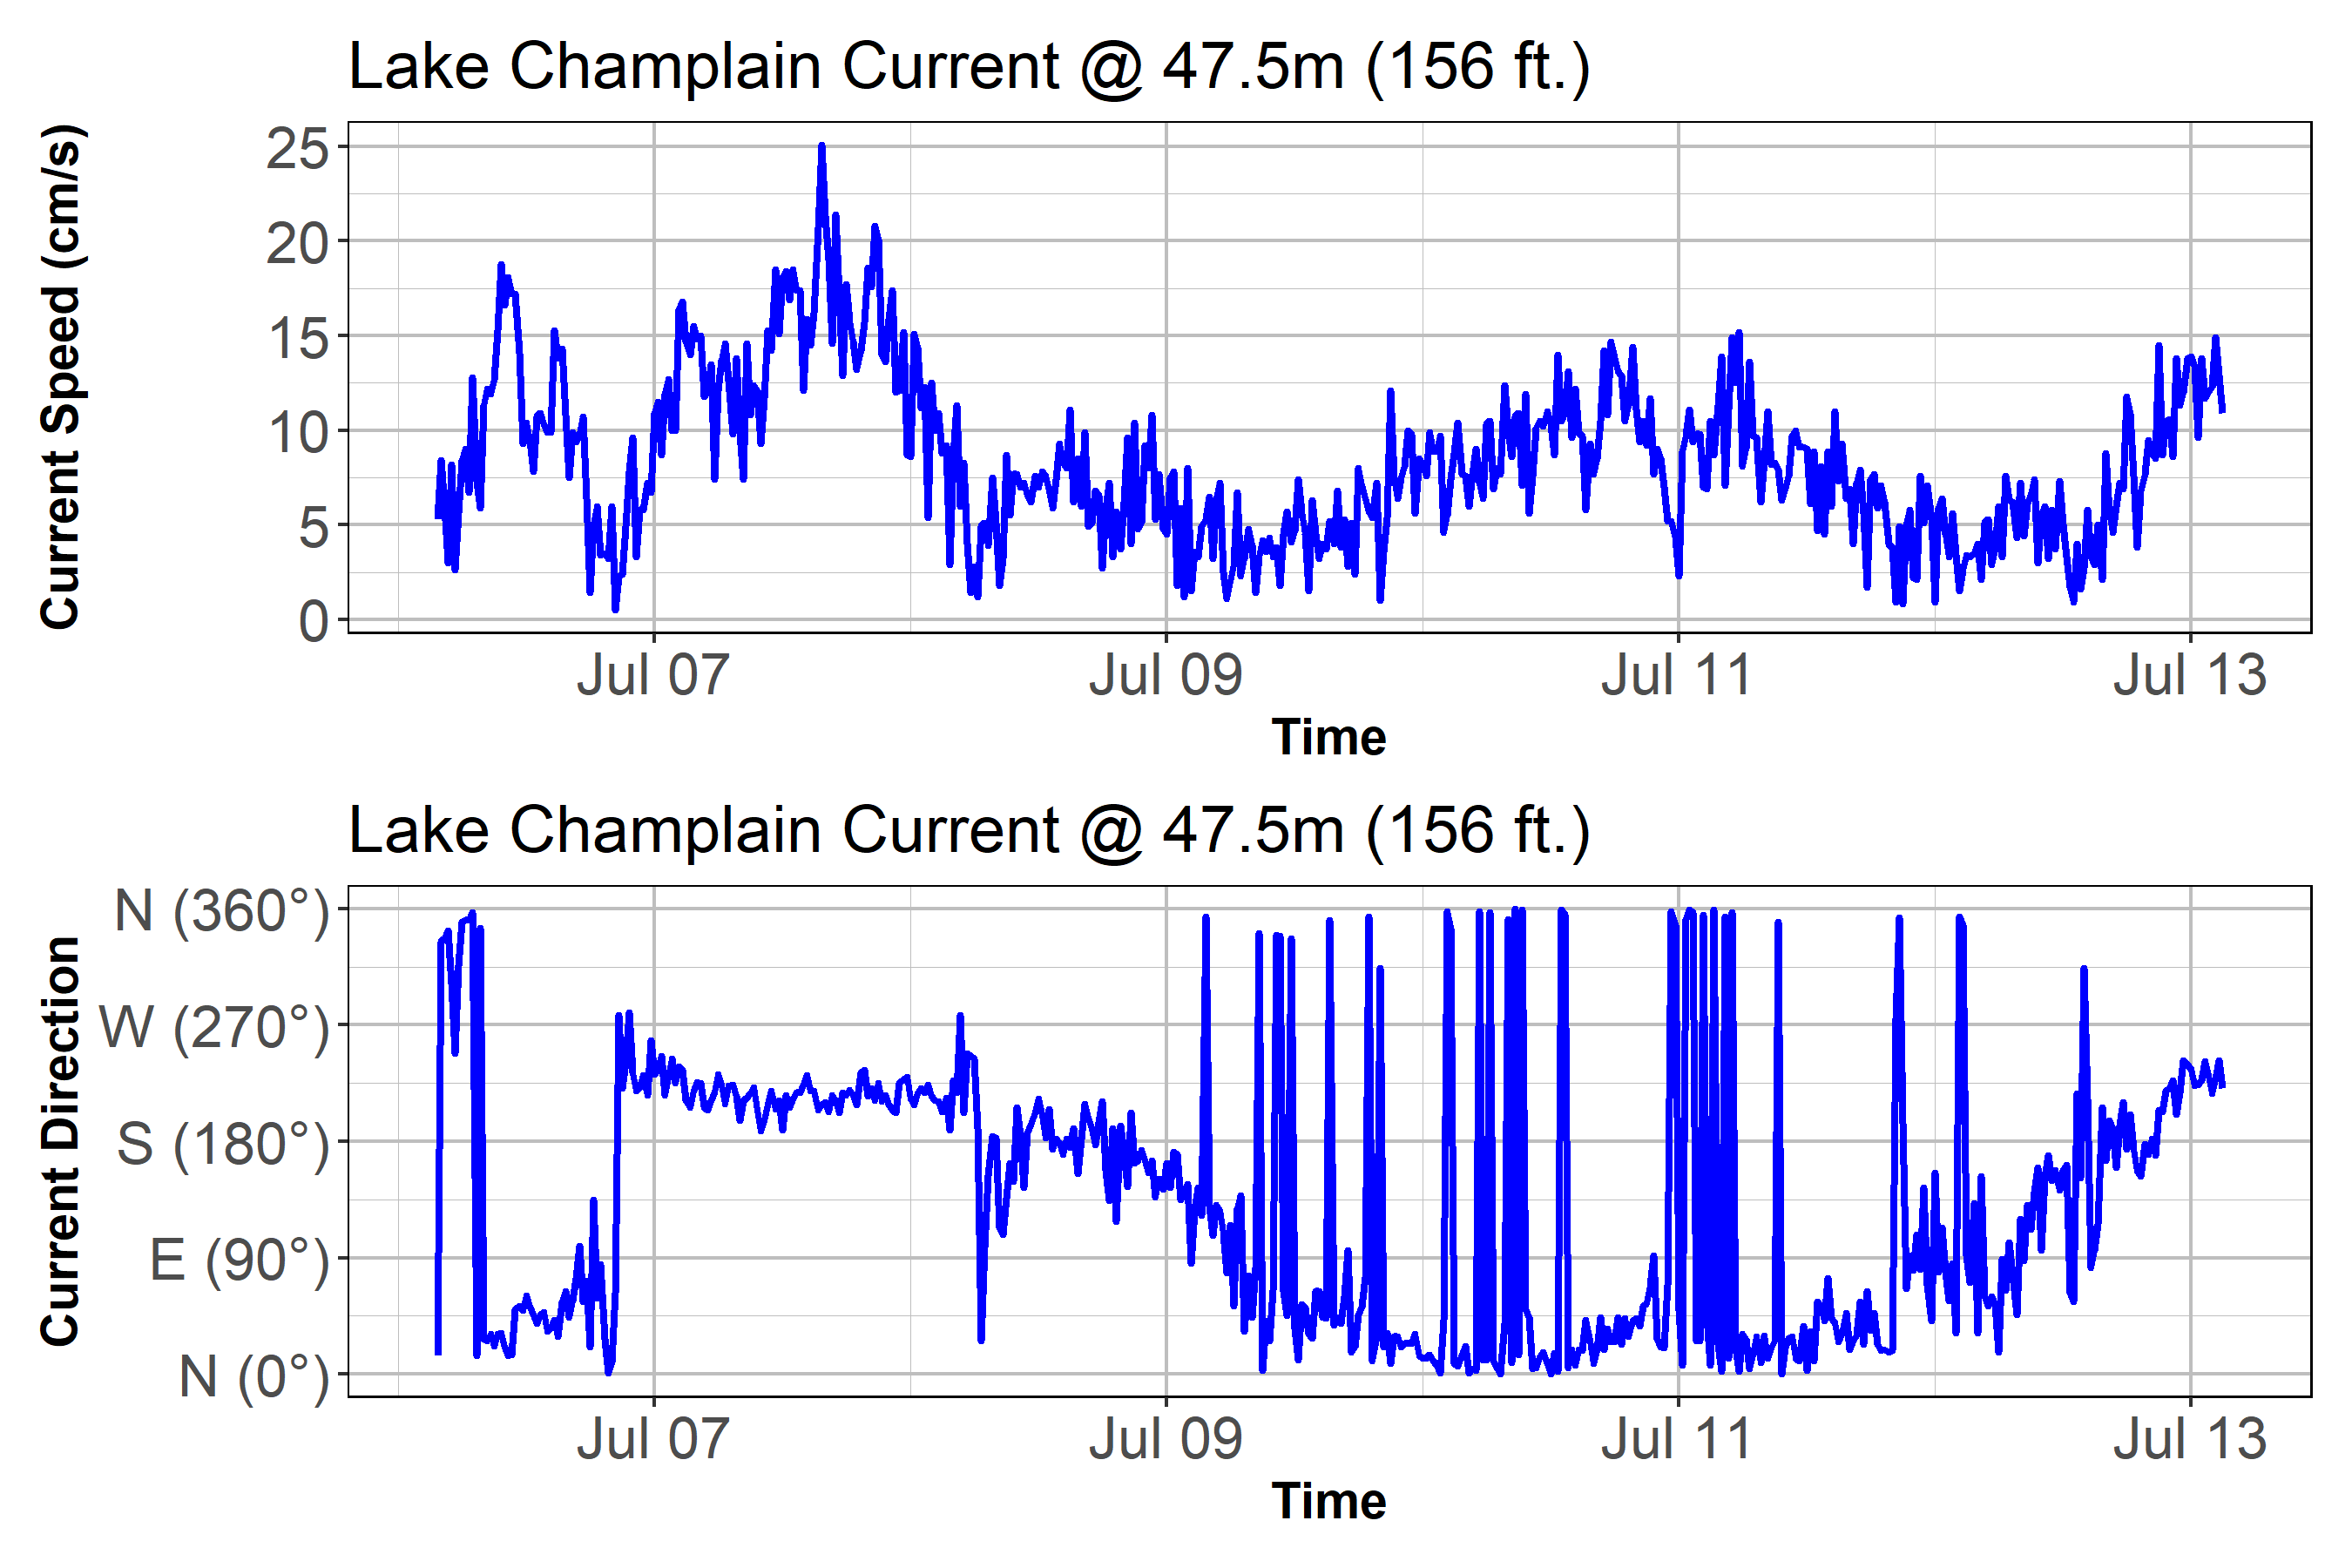 Lake Champlain Current @ 47.5m (156 ft.)
Current Speed (cm/s)
25
20
15
10
5
0
Jul 07 Jul 09 Jul 11 Jul 13
Time
Lake Champlain Current @ 47.5m (156 ft.)
Current Direction
N (360°)
W (270°)
S (180°)
E (90°)
N (0°)
Jul 07 Jul 09 Jul 11 Jul 13
Time